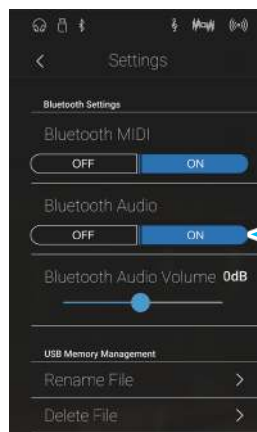 Settings
Bluetooth Settings
Bluetooth MIDI
OFF ON
Bluetooth Audio
OFF ON
Bluetooth Audio Volume 0dB
USB Memory Management
Rename File
Delete File